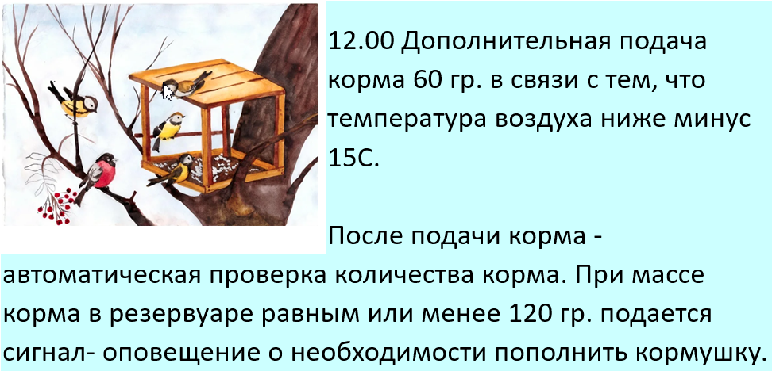 12.00 Дополнительная подача
корма 60 гр. в связи с тем, что
температура воздуха ниже минус
15С.
После подачи корма -
автоматическая проверка количества корма. При массе
корма в резервуаре равным или менее 120 гр. подается
сигнал- оповещение о необходимости пополнить кормушку.